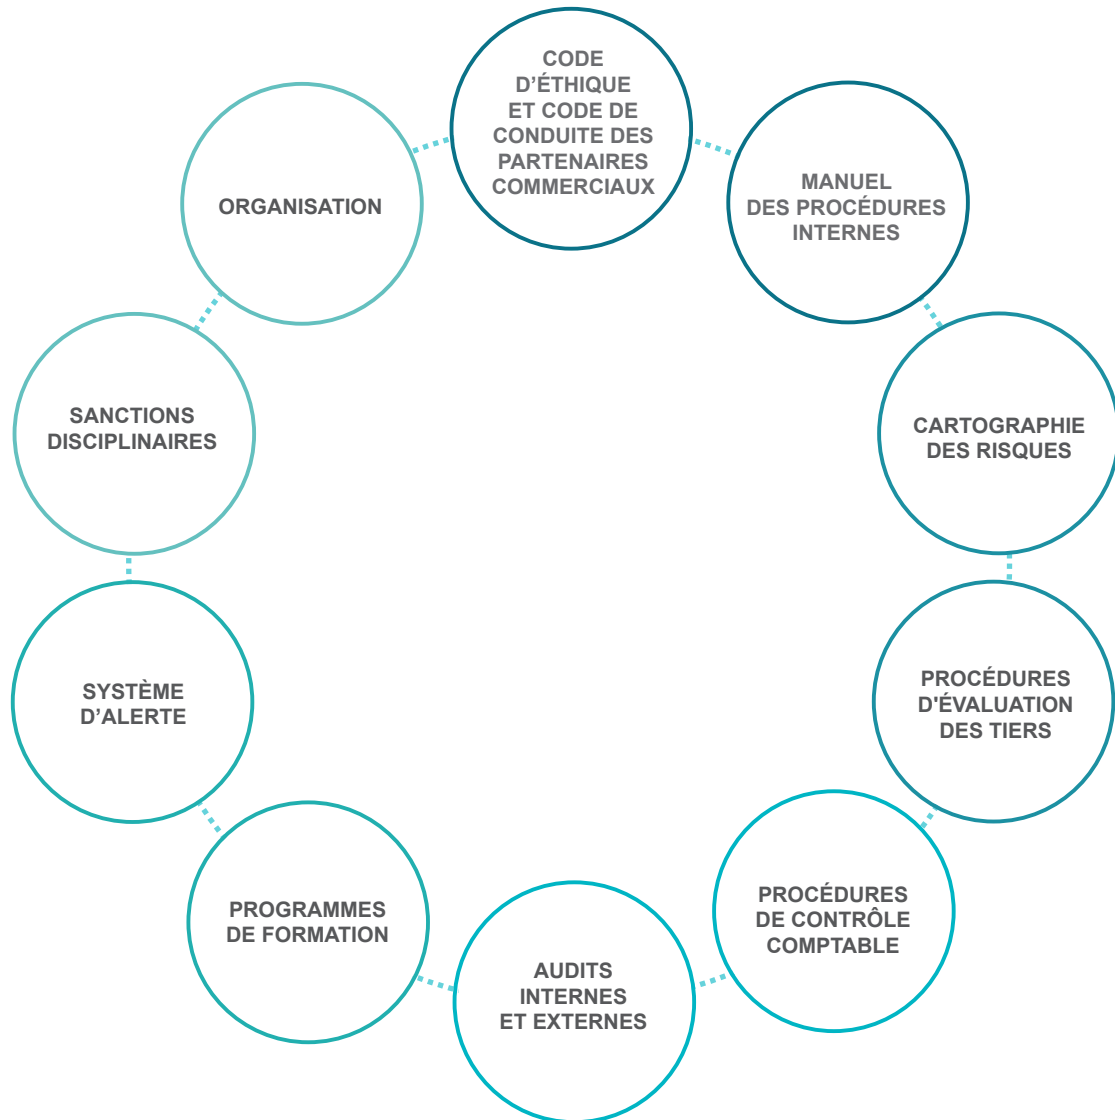 CODE
D’ÉTHIQUE
ET CODE DE
CONDUITE DES
PARTENAIRES
COMMERCIAUX
MANUEL
DES PROCÉDURES
INTERNES
CARTOGRAPHIE
DES RISQUES
PROCÉDURES
D'ÉVALUATION
DES TIERS
PROCÉDURES
DE CONTRÔLE
COMPTABLE
AUDITS
INTERNES
ET EXTERNES
PROGRAMMES
DE FORMATION
SYSTÈME
D’ALERTE
SANCTIONS
DISCIPLINAIRES
ORGANISATION